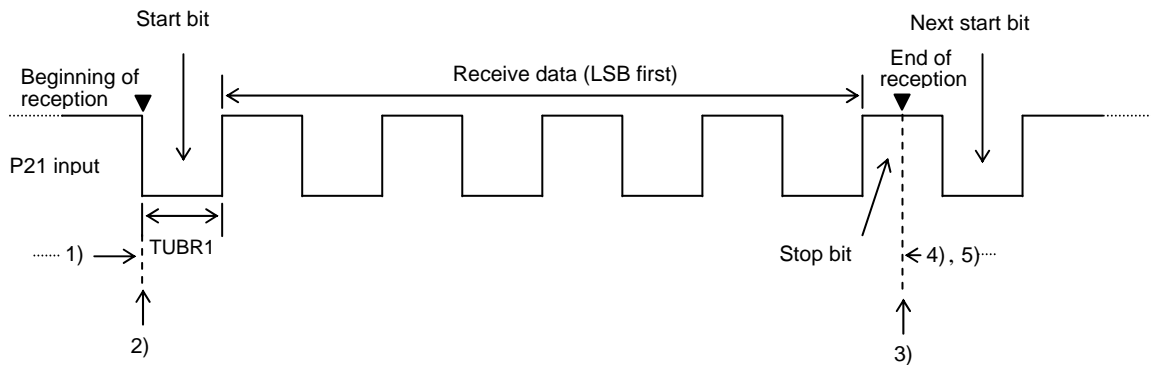 Start bit
Next start bit
Beginning of
reception
Receive data (LSB first)
End of
reception
P21 input
TUBR1
1)
Stop bit
4), 5)
2)
3)